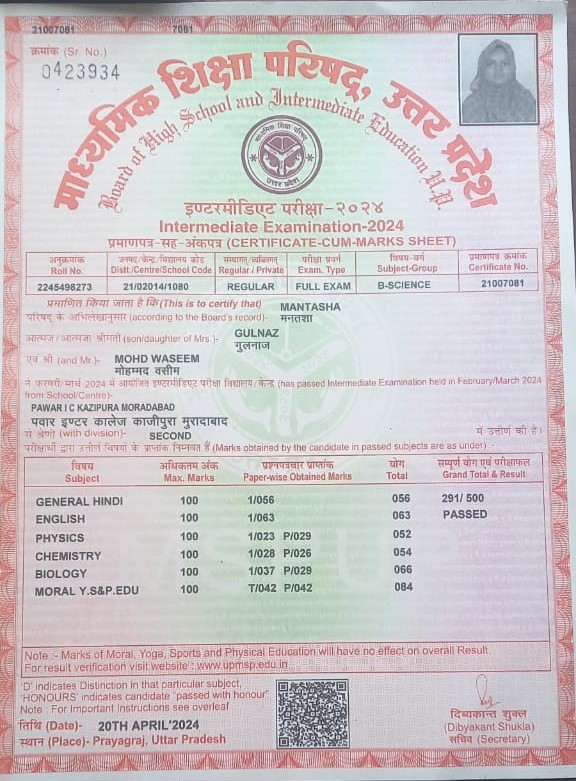 21007081 7081
क्रमांक (Sr. No.)
0423934
माध्यमिक शिक्षा परिषद्, उत्तर प्रदेश
Board of High School and Intermediate Education U.P.
माध्यमिक शिक्षा परिषद्
उत्तर प्रदेश
इण्टरमीडिएट परीक्षा-२०२४
Intermediate Examination-2024
प्रमाणपत्र-सह-अंकपत्र (CERTIFICATE-CUM-MARKS SHEET)
अनुक्रमांक जनपद/केन्द्र/विद्यालय कोड संस्थागत/व्यक्तिगत परीक्षा प्रवर्ग विषय-वर्ग प्रमाणपत्र क्रमांक
Roll No. Distt./Centre/School Code Regular / Private Exam. Type Subject-Group Certificate No.
2245498273 21/02014/1080 REGULAR FULL EXAM B-SCIENCE 21007081
प्रमाणित किया जाता है कि (This is to certify that) MANTASHA
परिषद् के अभिलेखानुसार (according to the Board's record)- मनतशा
आत्मज/आत्मजा श्रीमती (son/daughter of Mrs.)- GULNAZ
गुलनाज
एवं श्री (and Mr.)- MOHD WASEEM
मोहम्मद वसीम
ने फरवरी/मार्च 2024 में आयोजित इण्टरमीडिएट परीक्षा विद्यालय/केन्द्र (has passed Intermediate Examination held in February/March 2024
from School/Centre)-
PAWAR I C KAZIPURA MORADABAD
पवार इण्टर कालेज काजीपुरा मुरादाबाद
से श्रेणी (with division)- SECOND में उत्तीर्ण की है।
परीक्षार्थी द्वारा उत्तीर्ण विषयों के प्राप्तांक निम्नवत हैं (Marks obtained by the candidate in passed subjects are as under) :-
विषय अधिकतम अंक प्रश्नपत्रवार प्राप्तांक योग सम्पूर्ण योग एवं परीक्षाफल
Subject Max. Marks Paper-wise Obtained Marks Total Grand Total & Result
GENERAL HINDI 100 1/056 056 291/ 500
ENGLISH 100 1/063 063 PASSED
PHYSICS 100 1/023 P/029 052
CHEMISTRY 100 1/028 P/026 054
BIOLOGY 100 1/037 P/029 066
MORAL Y.S&P.EDU 100 T/042 P/042 084
Note :- Marks of Moral, Yoga, Sports and Physical Education will have no effect on overall Result.
For result verification visit website : www.upmsp.edu.in
'D' indicates Distinction in that particular subject,
'HONOURS' indicates candidate "passed with honour"
Note : For Important Instructions see overleaf
तिथि (Date)- 20TH APRIL'2024
स्थान (Place)- Prayagraj, Uttar Pradesh
दिब्यकान्त शुक्ल
(Dibyakant Shukla)
सचिव (Secretary)